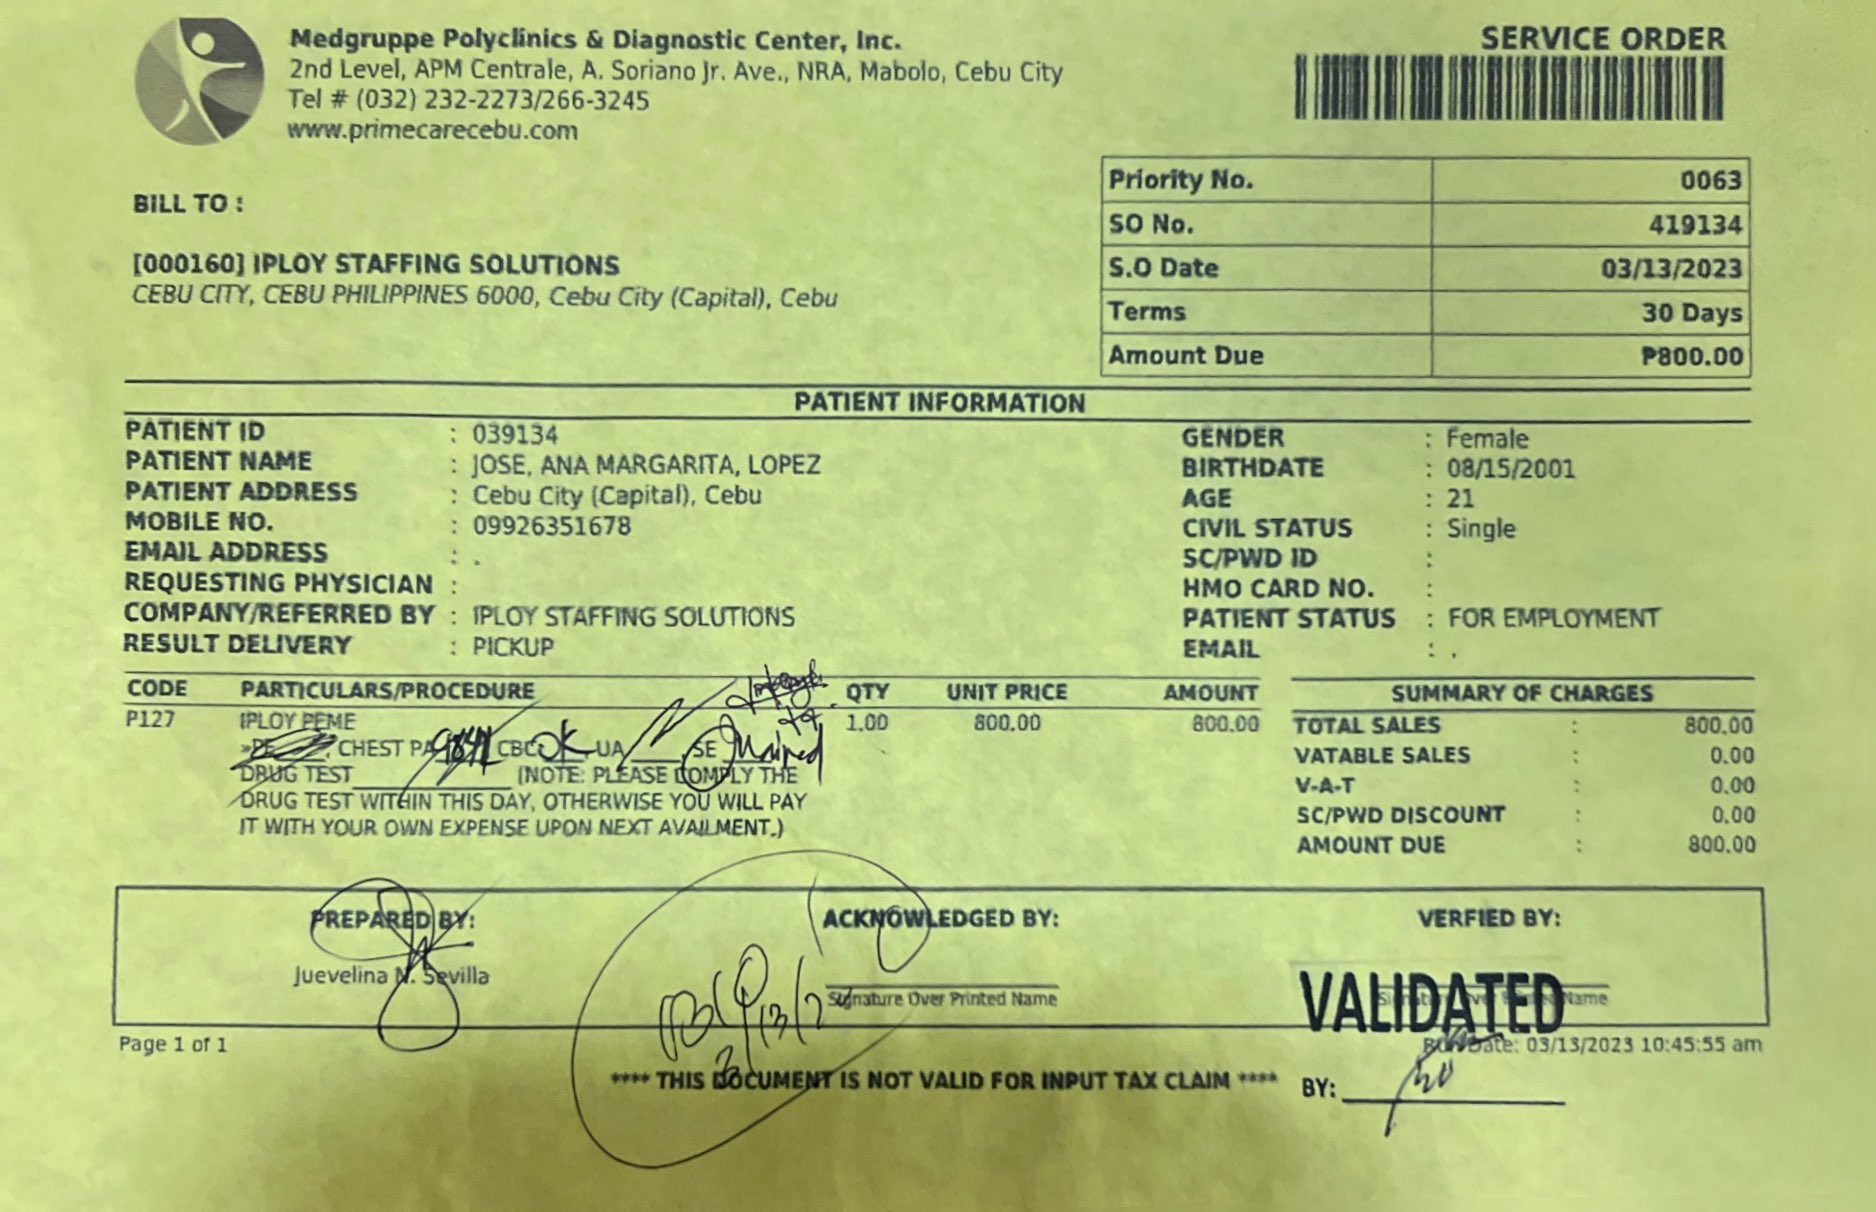 Medgruppe Polyclinics & Diagnostic Center, Inc.
2nd Level, APM Centrale, A. Soriano Jr. Ave., NRA, Mabolo, Cebu City
Tel # (032) 232-2273/266-3245
www.primecarecebu.com
SERVICE ORDER
Priority No. 0063
SO No. 419134
S.O Date 03/13/2023
Terms 30 Days
Amount Due ₱800.00
BILL TO :
[000160] IPLOY STAFFING SOLUTIONS
CEBU CITY, CEBU PHILIPPINES 6000, Cebu City (Capital), Cebu
PATIENT INFORMATION
PATIENT ID : 039134
PATIENT NAME : JOSE, ANA MARGARITA, LOPEZ
PATIENT ADDRESS : Cebu City (Capital), Cebu
MOBILE NO. : 09926351678
EMAIL ADDRESS : .
REQUESTING PHYSICIAN :
COMPANY/REFERRED BY : IPLOY STAFFING SOLUTIONS
RESULT DELIVERY : PICKUP
GENDER : Female
BIRTHDATE : 08/15/2001
AGE : 21
CIVIL STATUS : Single
SC/PWD ID :
HMO CARD NO. :
PATIENT STATUS : FOR EMPLOYMENT
EMAIL : .
CODE PARTICULARS/PROCEDURE QTY UNIT PRICE AMOUNT
P127 IPLOY PEME 1.00 800.00 800.00
, CHEST PA CBC OK, UA SE
DRUG TEST (NOTE: PLEASE COMPLY THE
DRUG TEST WITHIN THIS DAY, OTHERWISE YOU WILL PAY
IT WITH YOUR OWN EXPENSE UPON NEXT AVAILMENT.)
SUMMARY OF CHARGES
TOTAL SALES : 800.00
VATABLE SALES : 0.00
V-A-T : 0.00
SC/PWD DISCOUNT : 0.00
AMOUNT DUE : 800.00
PREPARED BY:
Juevelina N. Sevilla
ACKNOWLEDGED BY:
Signature Over Printed Name
VERFIED BY:
Signature Over Printed Name
VALIDATED
BY:
Page 1 of 1
Run Date: 03/13/2023 10:45:55 am
**** THIS DOCUMENT IS NOT VALID FOR INPUT TAX CLAIM ****